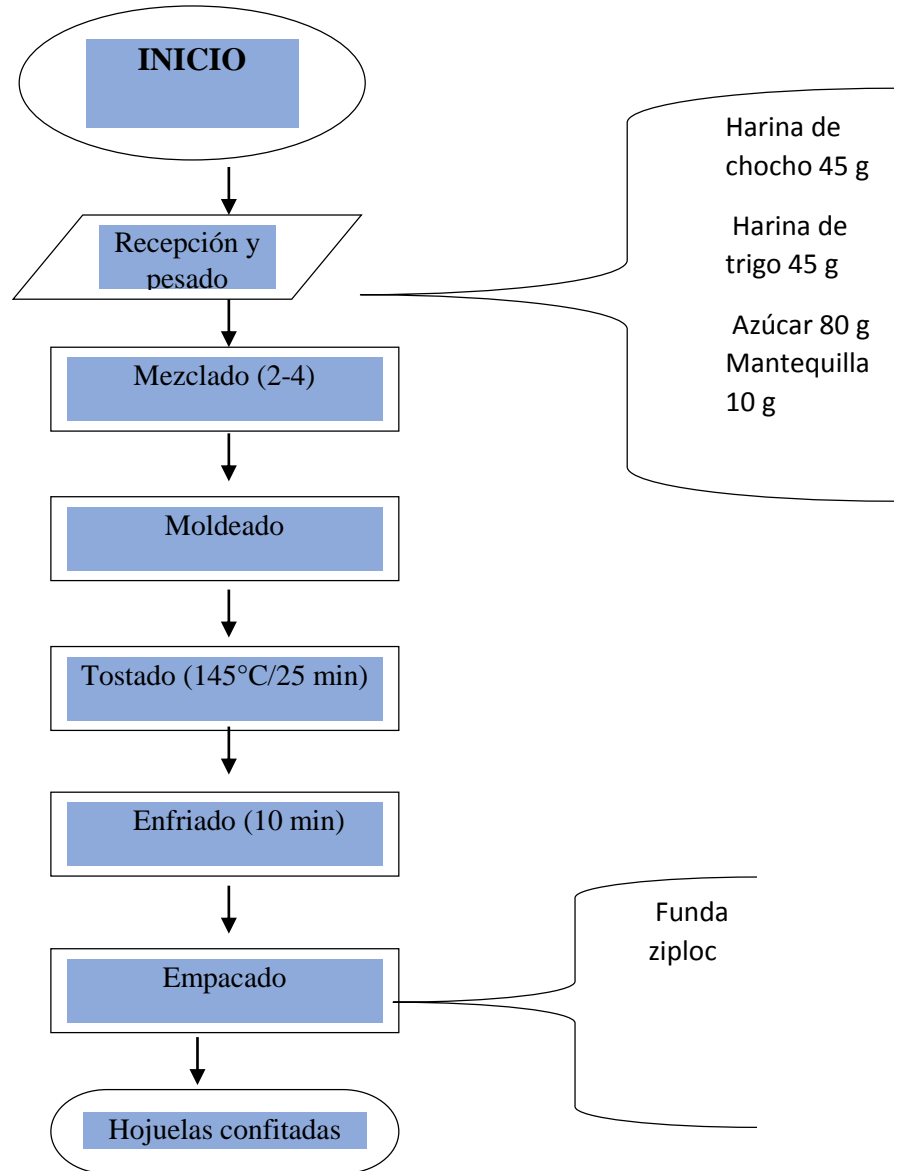 INICIO
Recepción y
pesado
Harina de
chocho 45 g
Harina de
trigo 45 g
Azúcar 80 g
Mantequilla
10 g
Mezclado (2-4)
Moldeado
Tostado (145°C/25 min)
Enfriado (10 min)
Empacado
Funda
ziploc
Hojuelas confitadas